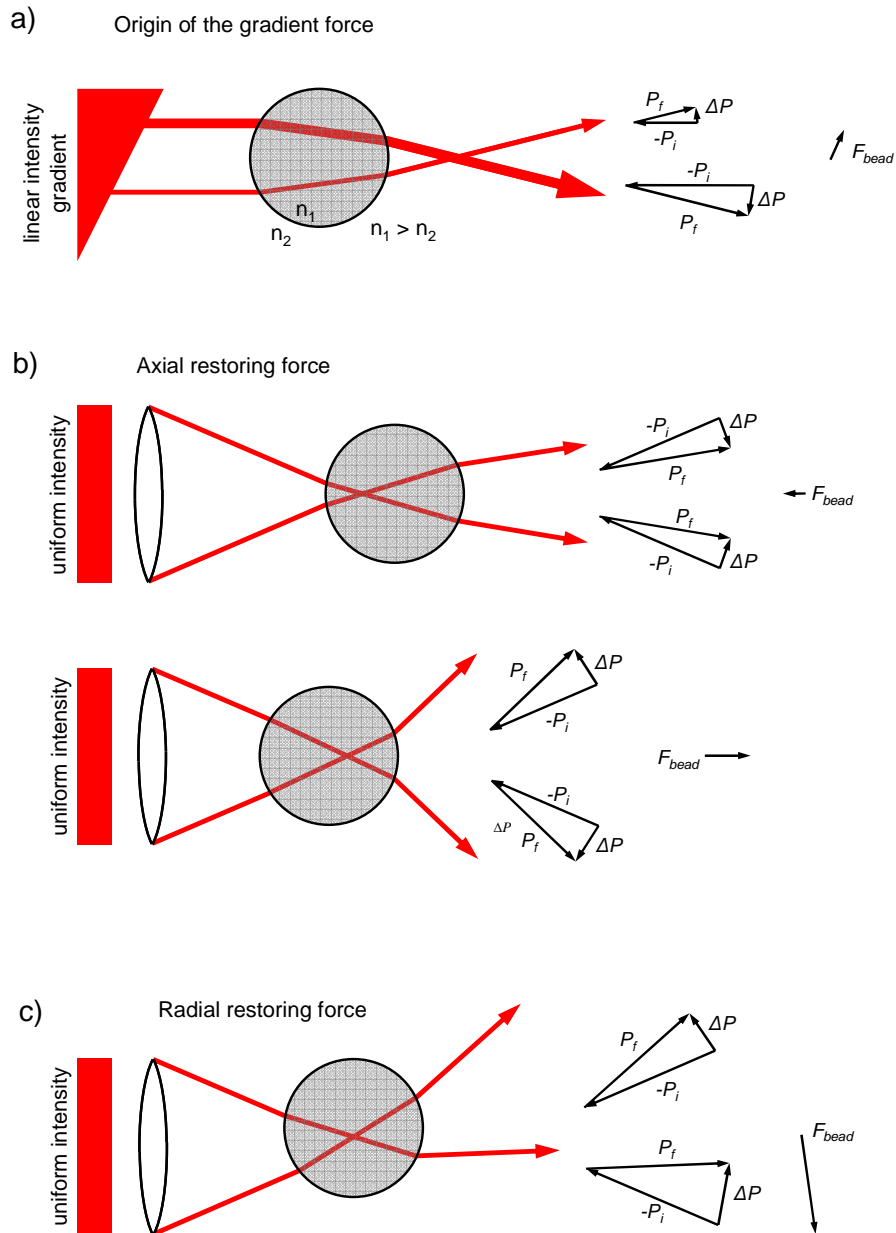 a)
Origin of the gradient force
linear intensity
gradient
n1
n2
n1 > n2
Pf
ΔP
-Pi
-Pi
ΔP
Pf
Fbead
b)
Axial restoring force
uniform intensity
-Pi
ΔP
Pf
Pf
-Pi
ΔP
Fbead
uniform intensity
Pf
ΔP
-Pi
-Pi
ΔP
Pf
ΔP
Fbead
c)
Radial restoring force
uniform intensity
Pf
ΔP
-Pi
Pf
-Pi
ΔP
Fbead